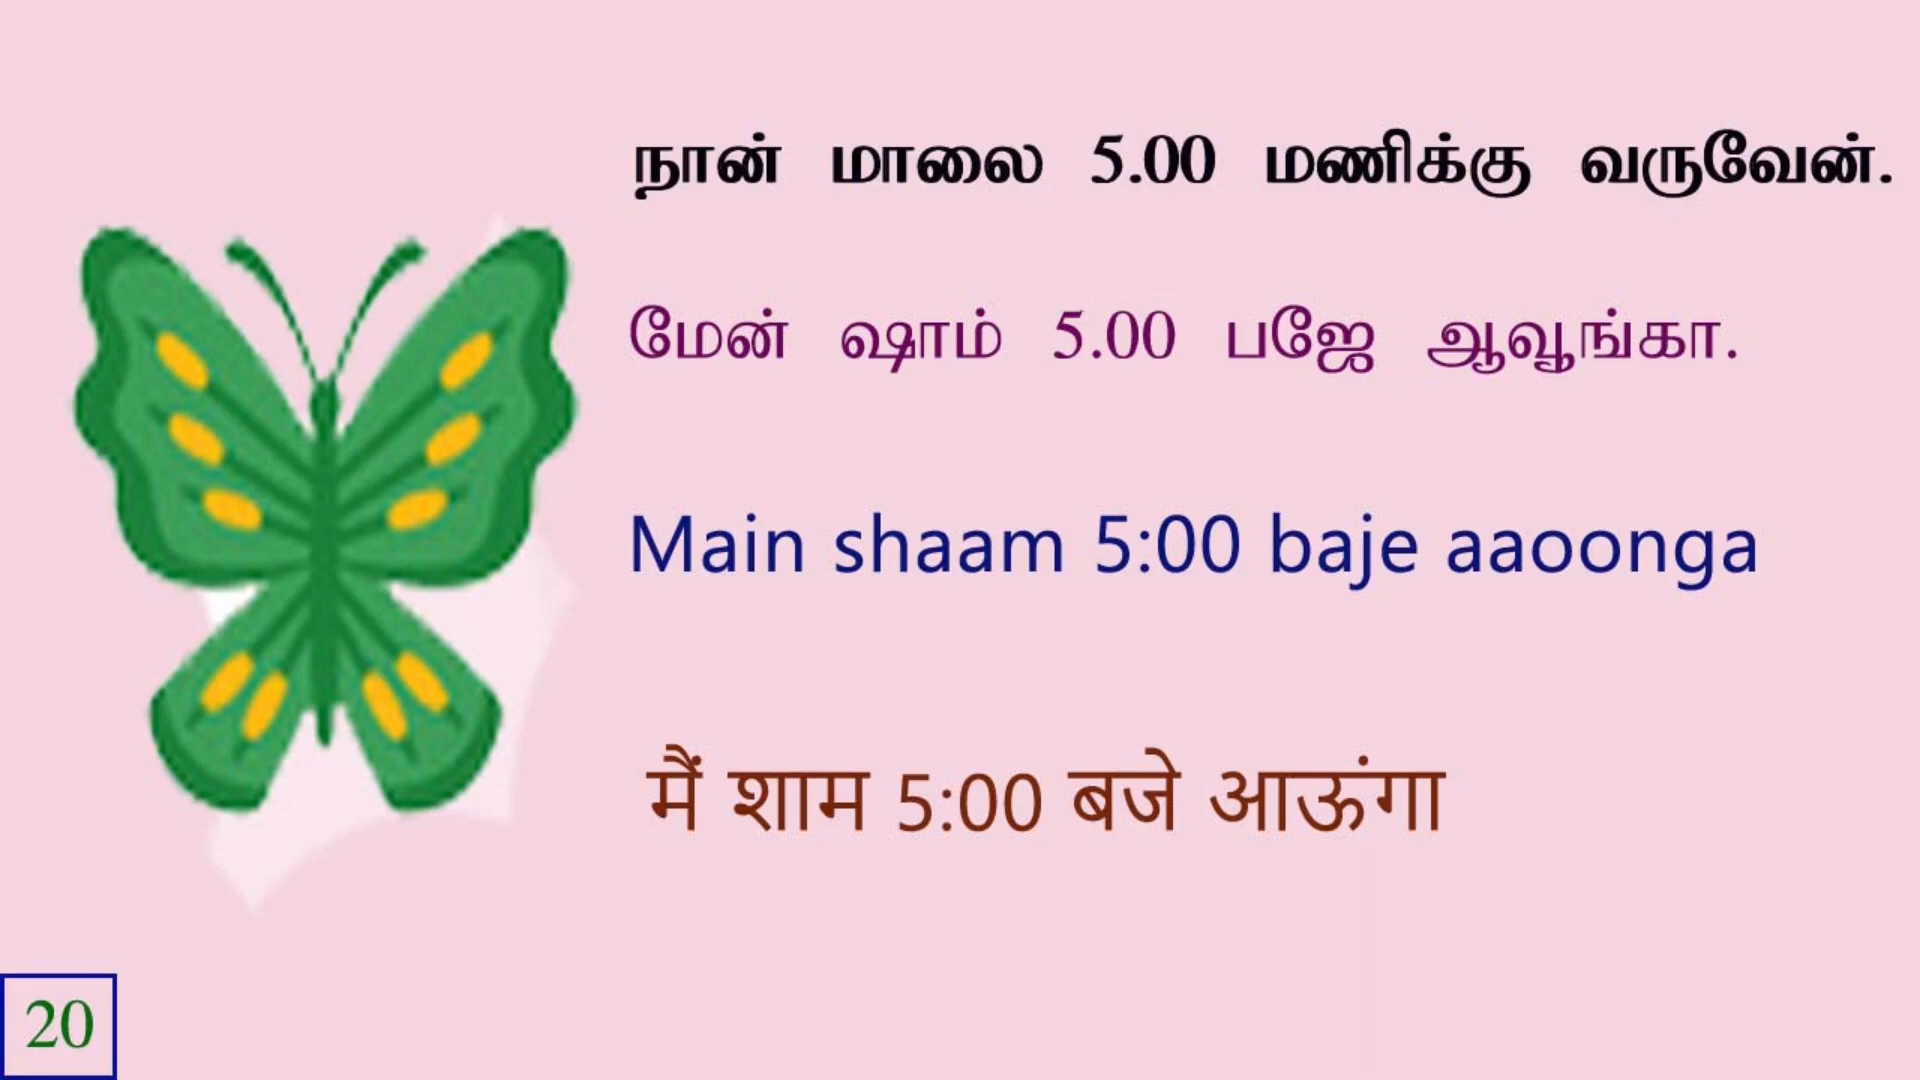 நான் மாலை 5.00 மணிக்கு வருவேன்.
மேன் ஷாம் 5.00 பஜே ஆவூங்கா.
Main shaam 5:00 baje aaoonga
मैं शाम 5:00 बजे आऊंगा
20